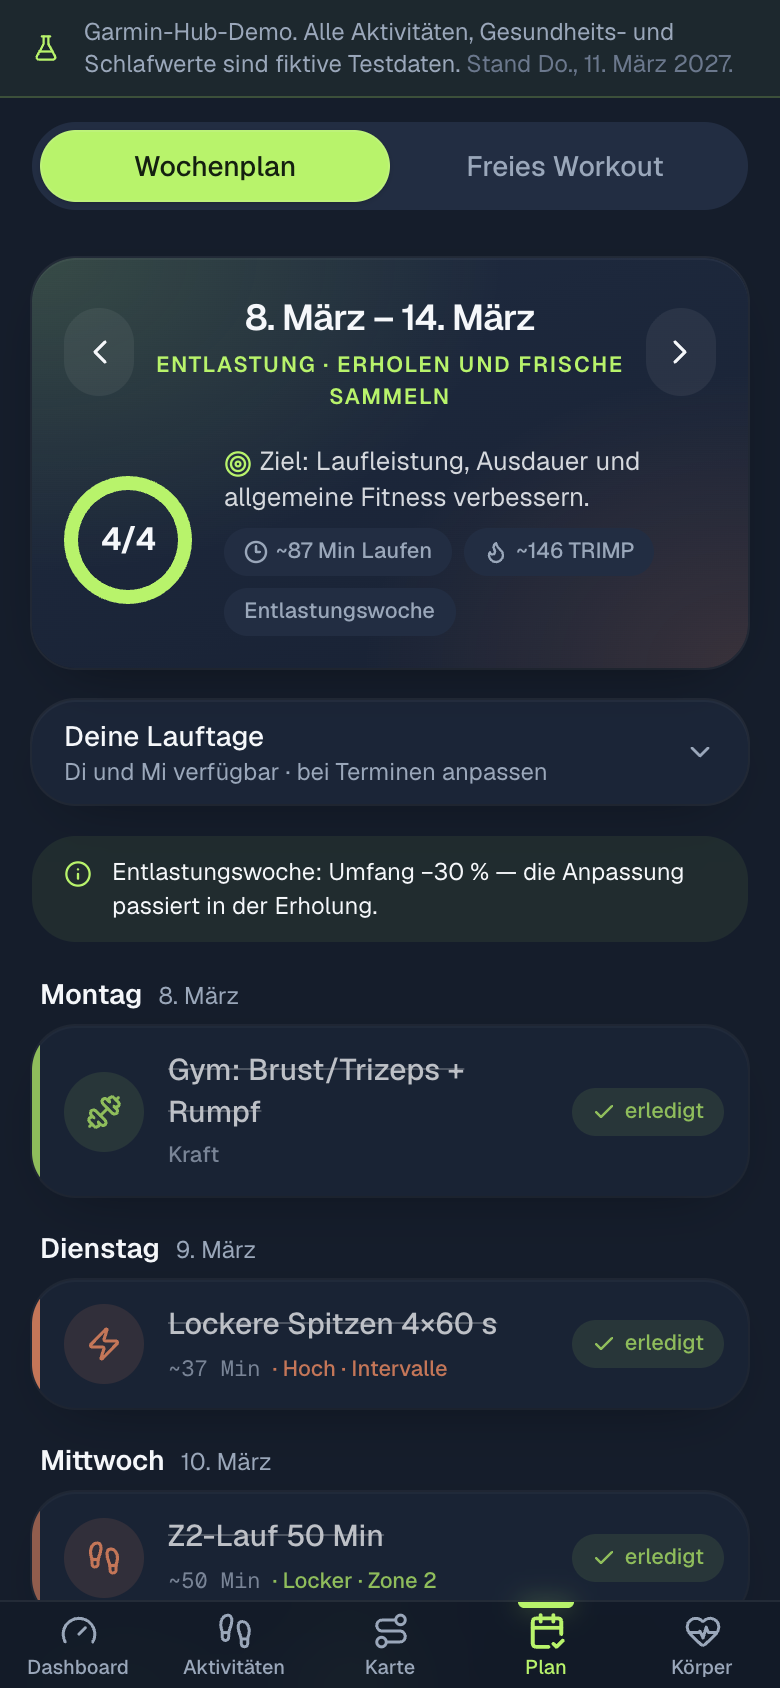 Garmin-Hub-Demo. Alle Aktivitäten, Gesundheits- und
Schlafwerte sind fiktive Testdaten. Stand Do., 11. März 2027.
Wochenplan
Freies Workout
8. März – 14. März
ENTLASTUNG · ERHOLEN UND FRISCHE
SAMMELN
4/4
Ziel: Laufleistung, Ausdauer und
allgemeine Fitness verbessern.
~87 Min Laufen
~146 TRIMP
Entlastungswoche
Deine Lauftage
Di und Mi verfügbar · bei Terminen anpassen
Entlastungswoche: Umfang −30 % — die Anpassung
passiert in der Erholung.
Montag 8. März
Gym: Brust/Trizeps +
Rumpf
Kraft
erledigt
Dienstag 9. März
Lockere Spitzen 4×60 s
~37 Min · Hoch · Intervalle
erledigt
Mittwoch 10. März
Z2-Lauf 50 Min
~50 Min · Locker · Zone 2
erledigt
Dashboard
Aktivitäten
Karte
Plan
Körper